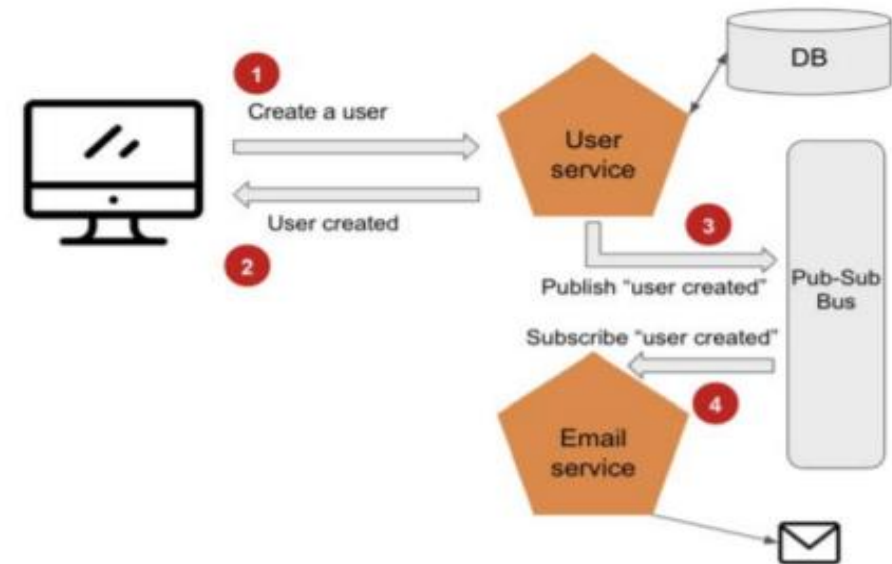 1
Create a user
User created
2
User
service
DB
3
Publish “user created”
Pub-Sub
Bus
Subscribe “user created”
4
Email
service